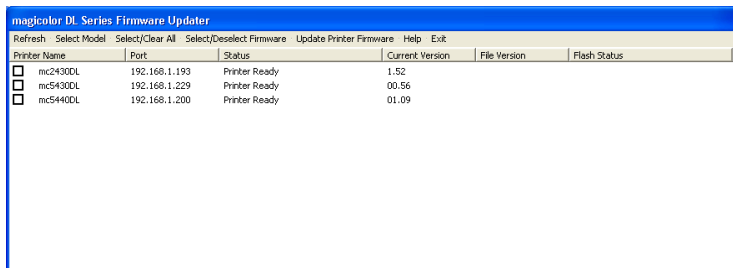 magicolor DL Series Firmware Updater
Refresh Select Model Select/Clear All Select/Deselect Firmware Update Printer Firmware Help Exit
Printer Name Port Status Current Version File Version Flash Status
mc2430DL 192.168.1.193 Printer Ready 1.52
mc5430DL 192.168.1.229 Printer Ready 00.56
mc5440DL 192.168.1.200 Printer Ready 01.09